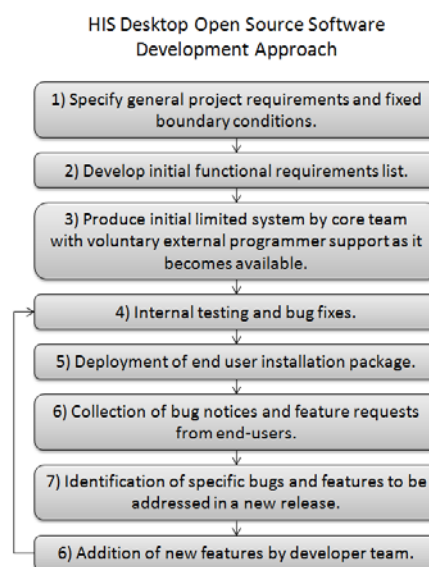 HIS Desktop Open Source Software
Development Approach
1) Specify general project requirements and fixed
boundary conditions.
2) Develop initial functional requirements list.
3) Produce initial limited system by core team
with voluntary external programmer support as it
becomes available.
4) Internal testing and bug fixes.
5) Deployment of end user installation package.
6) Collection of bug notices and feature requests
from end-users.
7) Identification of specific bugs and features to be
addressed in a new release.
6) Addition of new features by developer team.